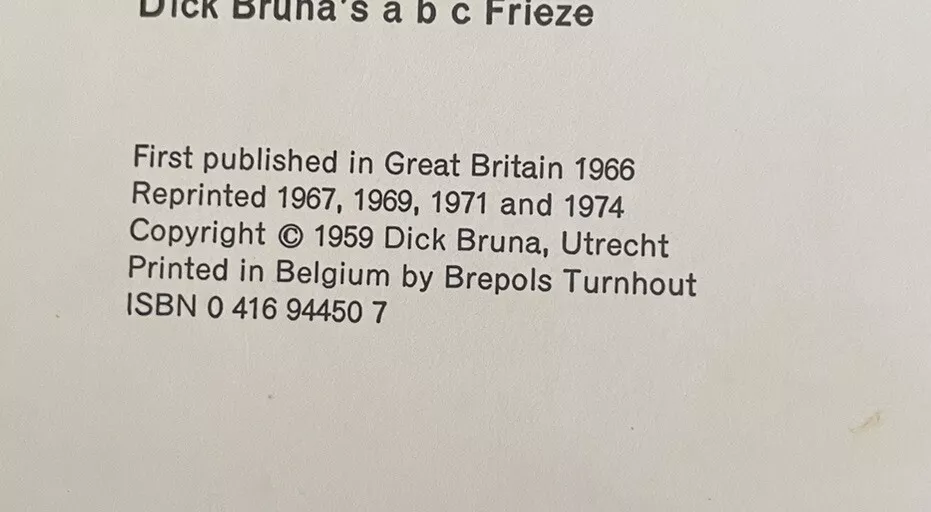 Dick Bruna's a b c Frieze
First published in Great Britain 1966
Reprinted 1967, 1969, 1971 and 1974
Copyright © 1959 Dick Bruna, Utrecht
Printed in Belgium by Brepols Turnhout
ISBN 0 416 94450 7